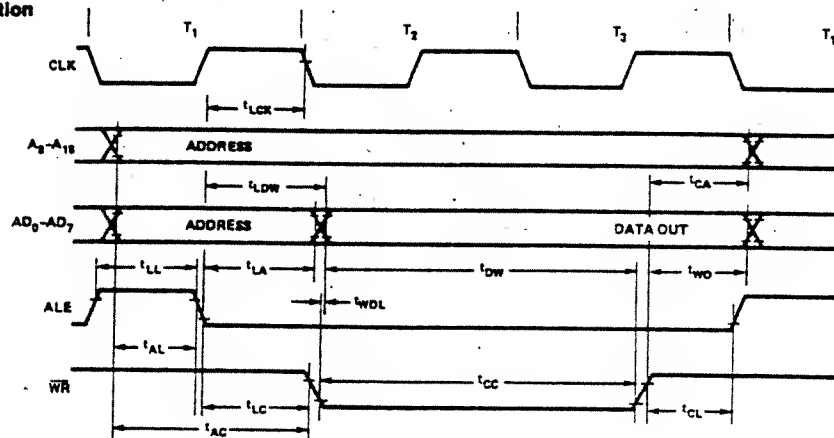 tion
T1 T2 T3 T1
CLK
tLCK
A8-A15 ADDRESS
tLDW tCA
AD0-AD7 ADDRESS DATA OUT
tLL tLA tDW tWD
tWDL
ALE
tAL
WR
tCC
tLC tCL
tAC